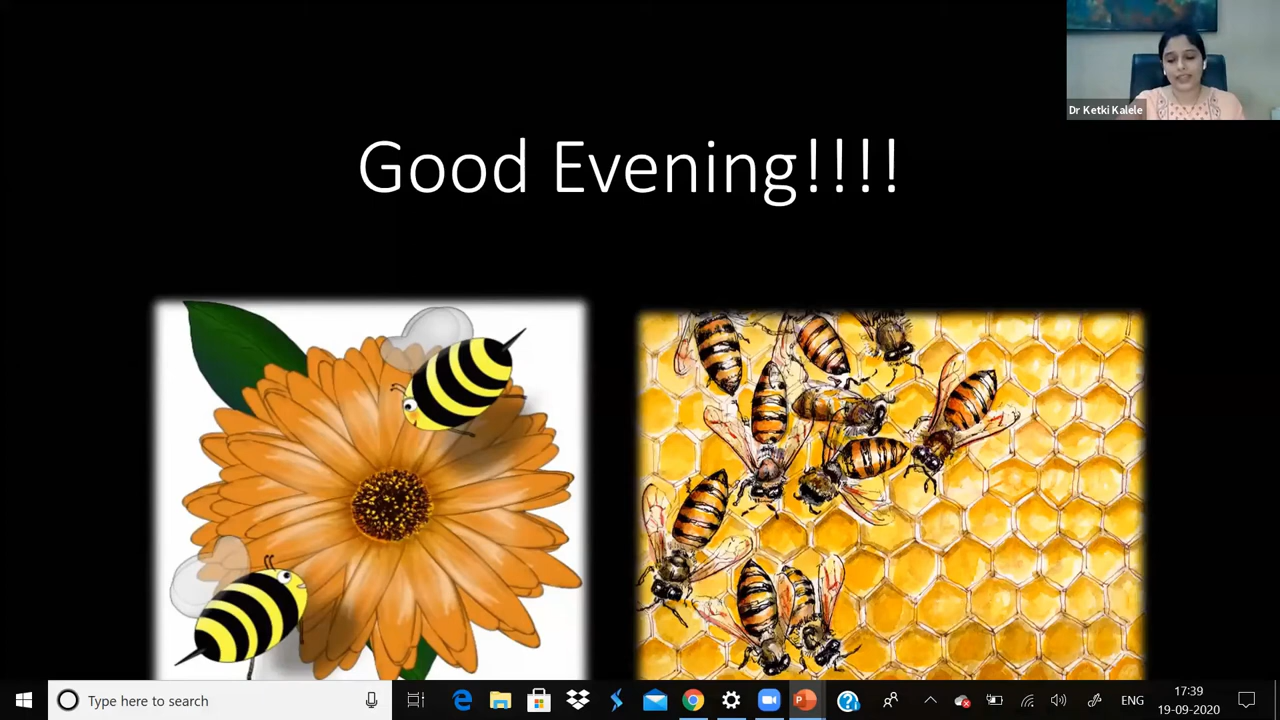 Dr Ketki Kalele
Good Evening!!!!
Type here to search
ENG
17:39
19-09-2020